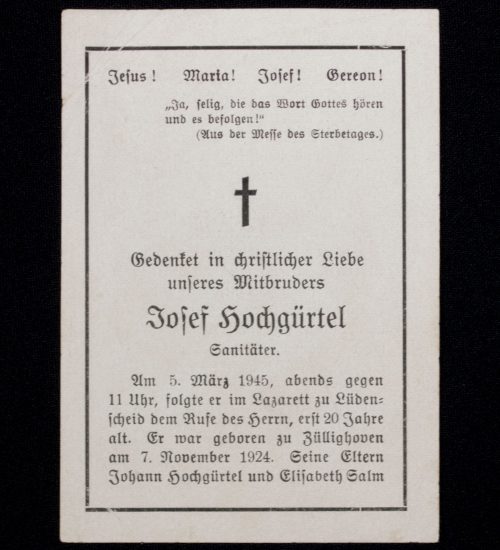 Jesus! Maria! Josef! Gereon!
„Ja, selig, die das Wort Gottes hören
und es befolgen!“
(Aus der Messe des Sterbetages.)
Gedenket in christlicher Liebe
unseres Mitbruders
Josef Hochgürtel
Sanitäter.
Am 5. März 1945, abends gegen
11 Uhr, folgte er im Lazarett zu Lüden-
scheid dem Rufe des Herrn, erst 20 Jahre
alt. Er war geboren zu Züllighoven
am 7. November 1924. Seine Eltern
Johann Hochgürtel und Elisabeth Salm